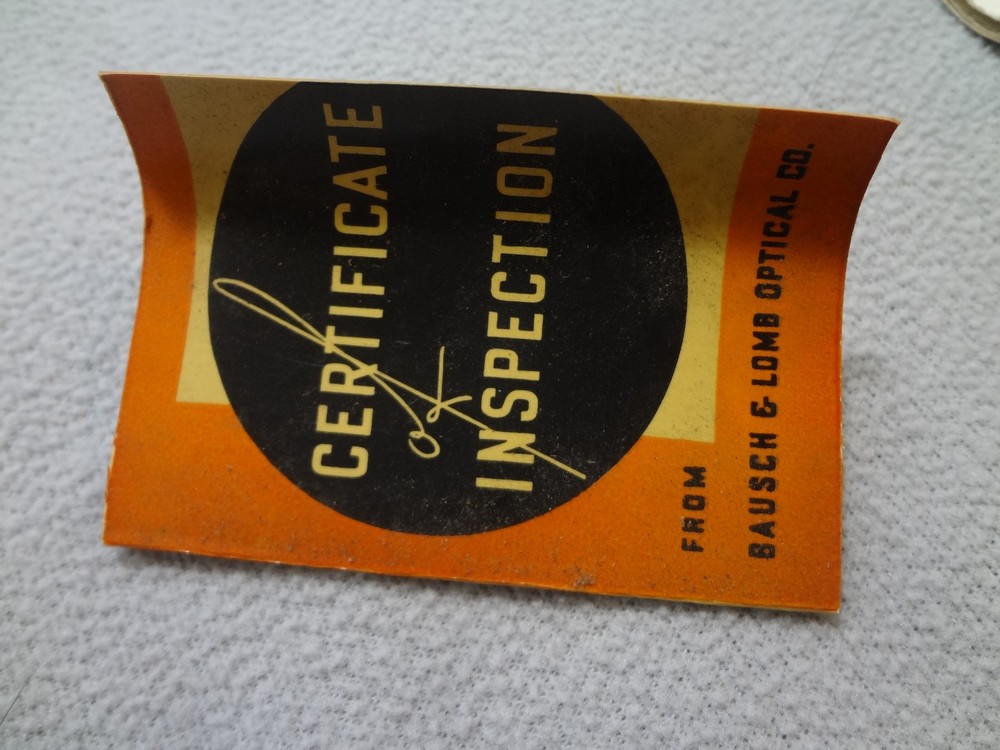 CERTIFICATE
of
INSPECTION
FROM
BAUSCH & LOMB OPTICAL CO.